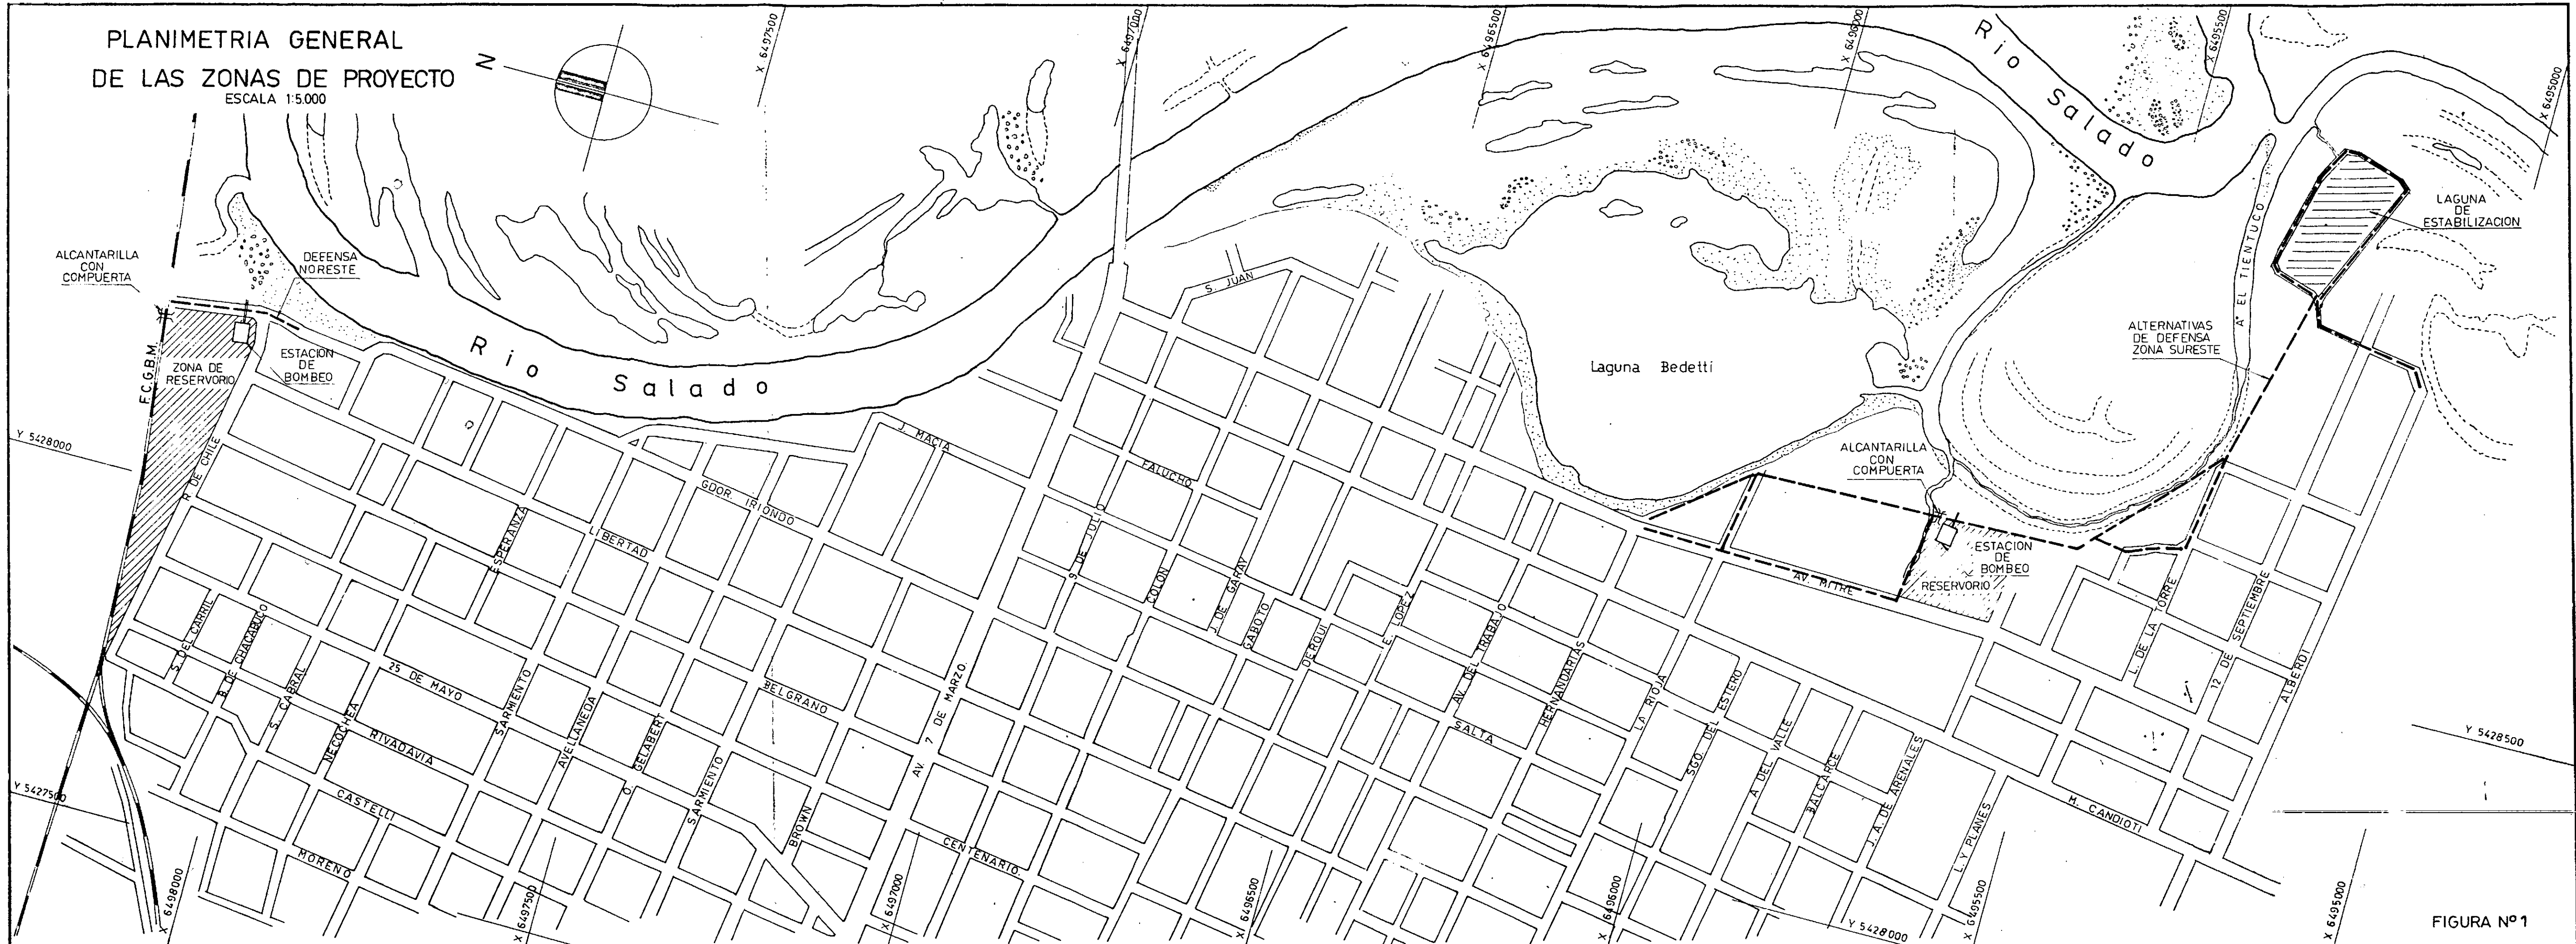 PLANIMETRIA GENERAL
DE LAS ZONAS DE PROYECTO
ESCALA 1:5.000
N
X 6497500
X 6497000
X 6496500
X 6496000
X 6495500
X 6495000
Rio Salado
A° EL TIENTUCO
LAGUNA
DE
ESTABILIZACION
ALCANTARILLA
CON
COMPUERTA
DEFENSA
NORESTE
ESTACION
DE
BOMBEO
ZONA DE
RESERVORIO
F.C.G.B.M.
R. DE CHILE
Y 5428000
Rio Salado
S. JUAN
Laguna Bedetti
ALTERNATIVAS
DE DEFENSA
ZONA SURESTE
ALCANTARILLA
CON
COMPUERTA
ESTACION
DE
BOMBEO
RESERVORIO
AV. MITRE
J. MACIA
FALUCHO
GDOR. IRIONDO
LIBERTAD
ESPERANZA
9 DE JULIO
COLON
J. DE GARAY
GABOTO
DERQUI
E. LOPEZ
AV. DEL TRABAJO
HERNANDARIAS
LA RIOJA
SGO. DEL ESTERO
A. DEL VALLE
BALCARCE
J. A. DE ARENALES
L. Y PLANES
L. DE LA TORRE
12 DE SEPTIEMBRE
ALBERDI
S. DEL CARRIL
B. DE CHACABUCO
S. CABRAL
NECOCHEA
25 DE MAYO
RIVADAVIA
SARMIENTO
AVELLANEDA
O. GELABERT
SARMIENTO
BELGRANO
BROWN
AV. 7 DE MARZO
SALTA
CASTELLI
MORENO
CENTENARIO.
M. CANDIOTI
Y 5427500
Y 5428500
Y 5428000
X 6498000
X 6497500
X 6497000
X 6496500
X 6496000
X 6495500
X 6495000
FIGURA Nº 1